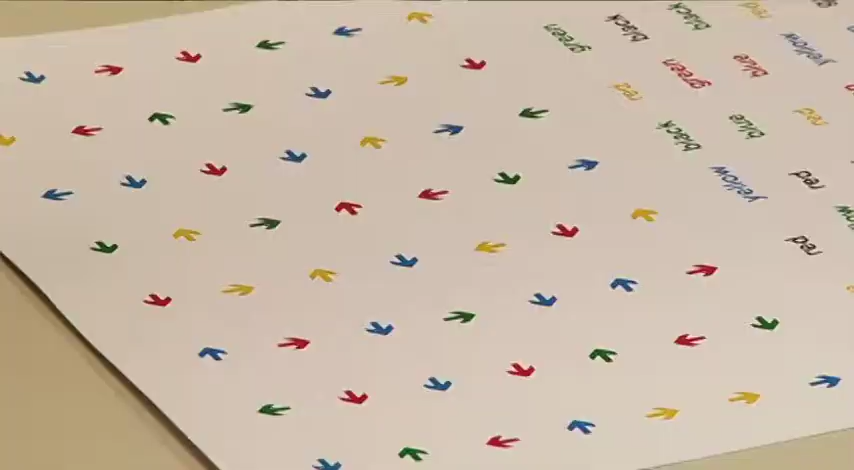 red yellow
black blue red
black green blue red
green red black yellow red